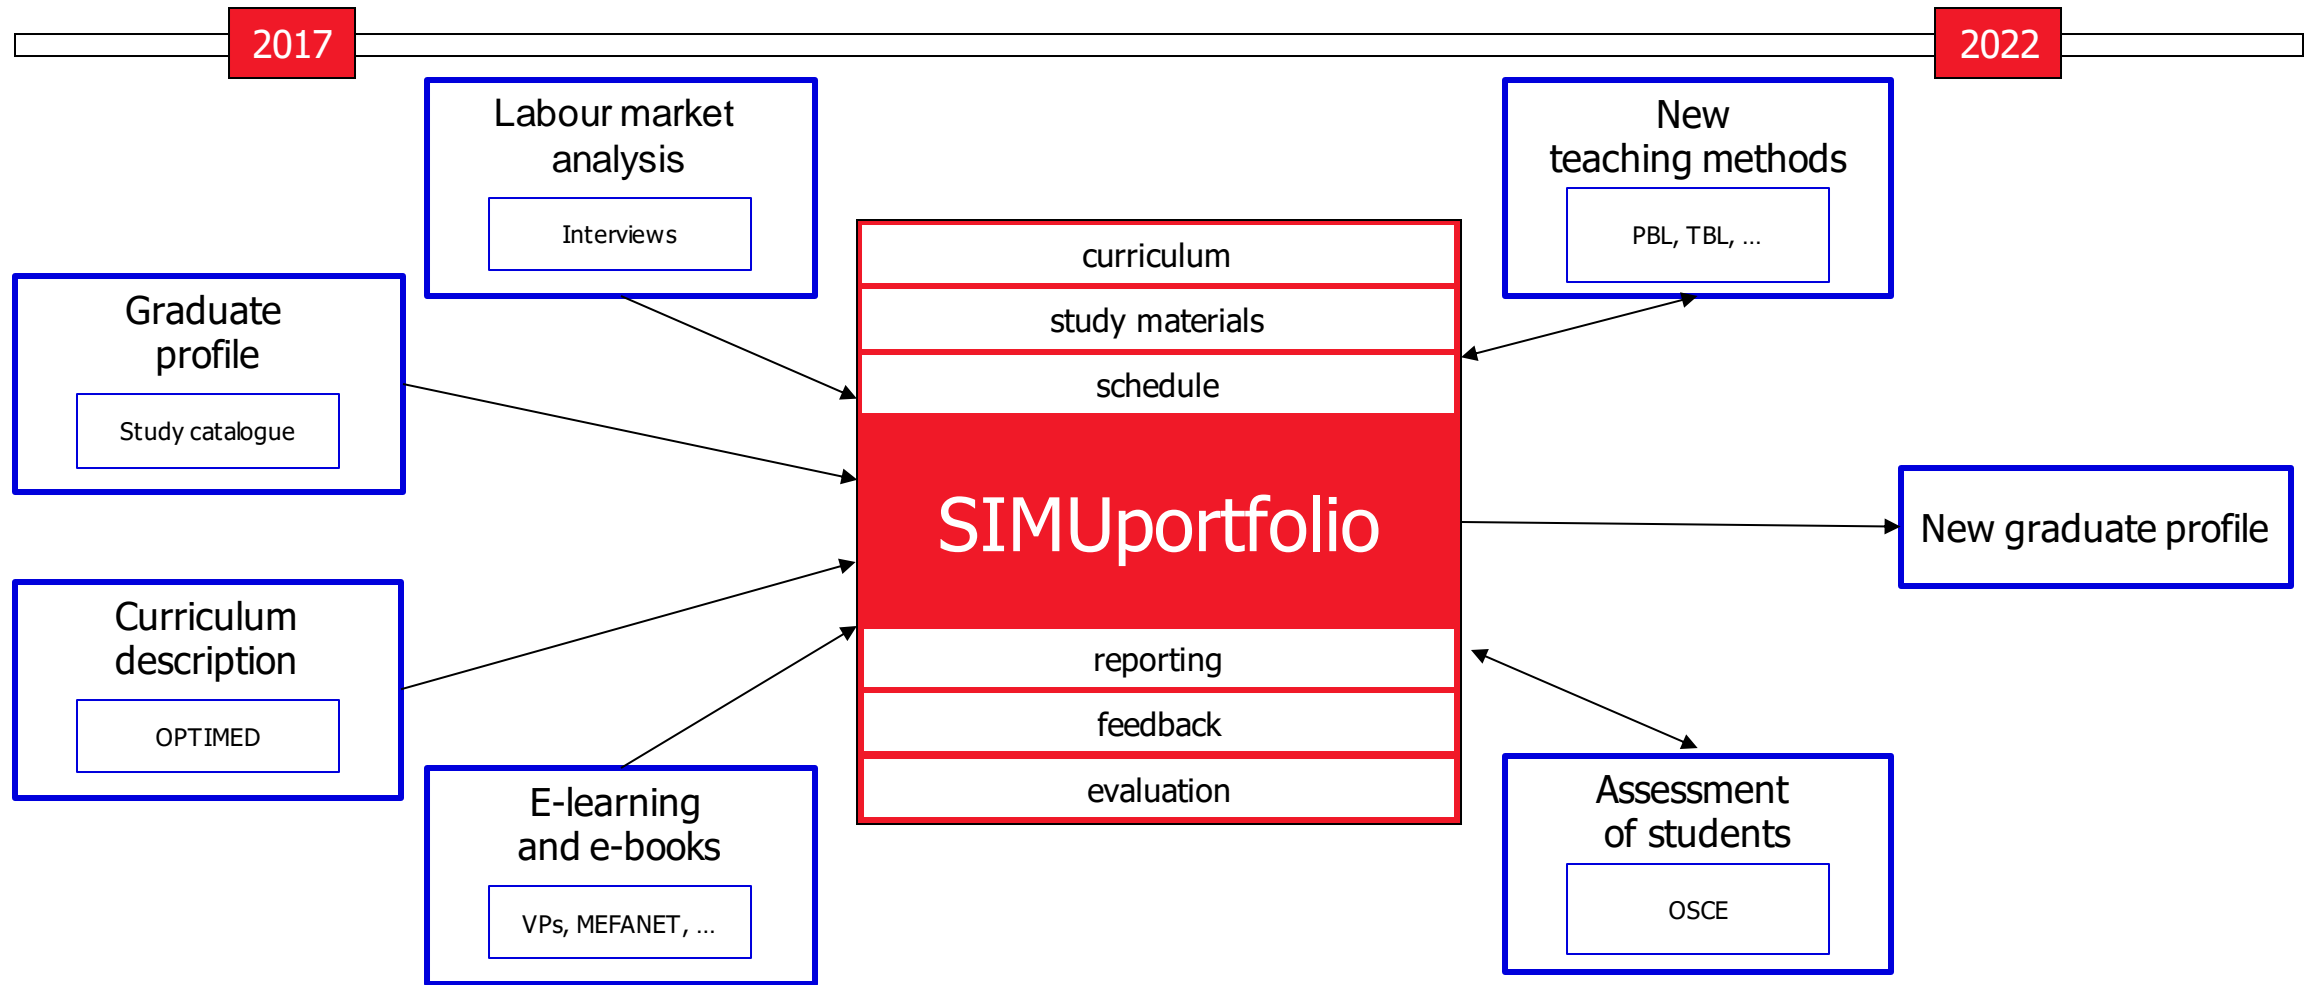 2017
2022
Labour market
analysis
Interviews
New
teaching methods
PBL, TBL, ...
Graduate
profile
Study catalogue
curriculum
study materials
schedule
SIMUportfolio
reporting
feedback
evaluation
New graduate profile
Curriculum
description
OPTIMED
E-learning
and e-books
VPs, MEFANET, ...
Assessment
of students
OSCE